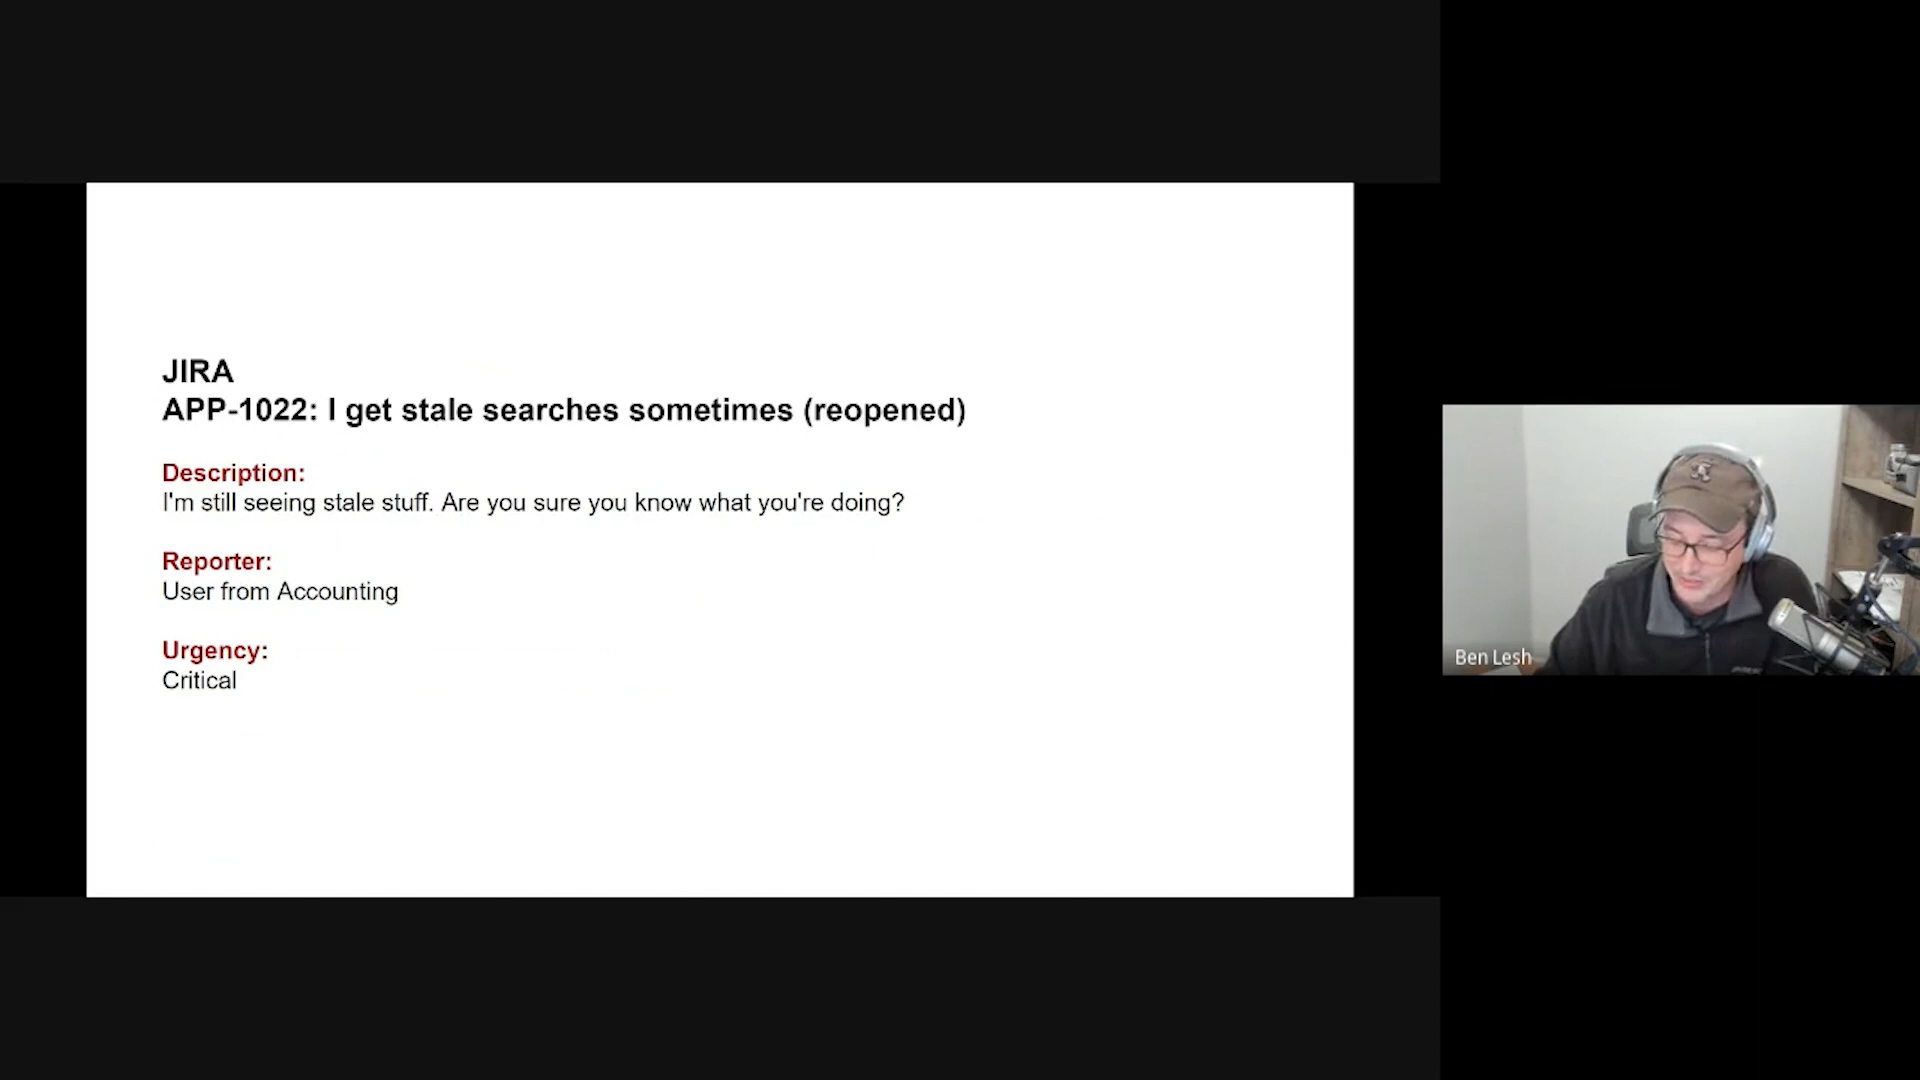 JIRA
APP-1022: I get stale searches sometimes (reopened)
Description:
I'm still seeing stale stuff. Are you sure you know what you're doing?
Reporter:
User from Accounting
Urgency:
Critical
Ben Lesh